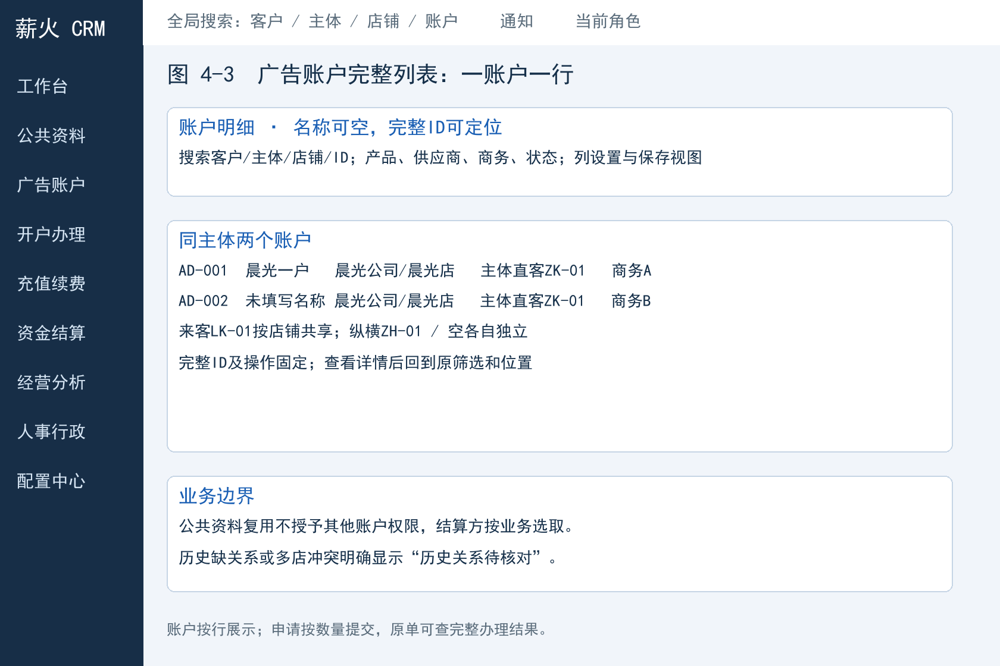 薪火 CRM
全局搜索：客户 / 主体 / 店铺 / 账户 通知 当前角色
工作台
公共资料
广告账户
开户办理
充值续费
资金结算
经营分析
人事行政
配置中心
图 4-3 广告账户完整列表：一账户一行
账户明细 · 名称可空，完整ID可定位
搜索客户/主体/店铺/ID；产品、供应商、商务、状态；列设置与保存视图
同主体两个账户
AD-001 晨光一户 晨光公司/晨光店 主体直客ZK-01 商务A
AD-002 未填写名称 晨光公司/晨光店 主体直客ZK-01 商务B
来客LK-01按店铺共享；纵横ZH-01 / 空各自独立
完整ID及操作固定；查看详情后回到原筛选和位置
业务边界
公共资料复用不授予其他账户权限，结算方按业务选取。
历史缺关系或多店冲突明确显示“历史关系待核对”。
账户按行展示；申请按数量提交，原单可查完整办理结果。